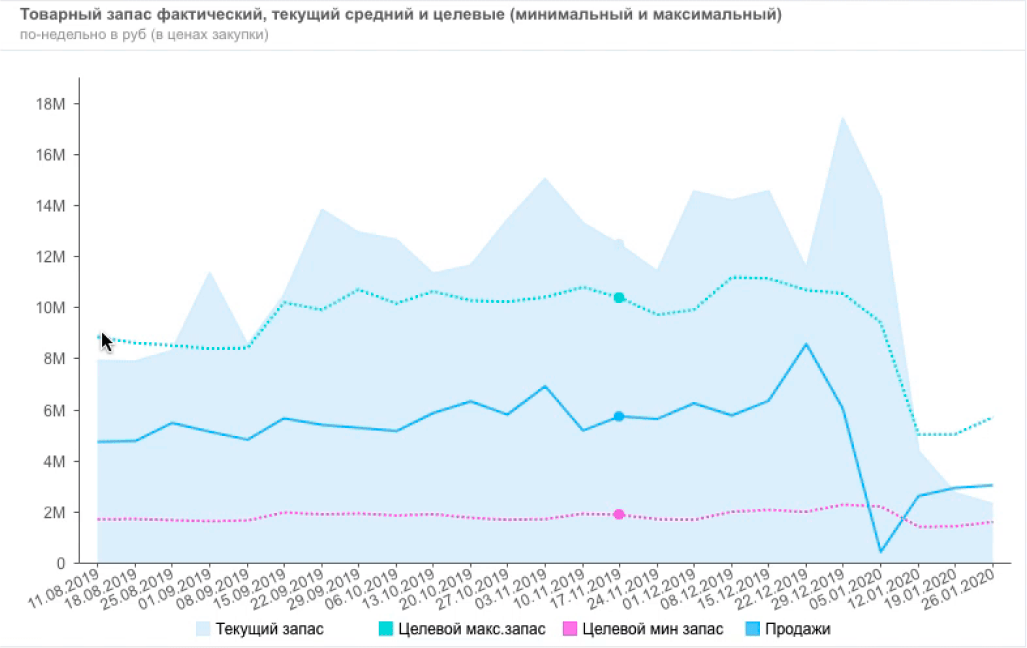 Товарный запас фактический, текущий средний и целевые (минимальный и максимальный)
по-недельно в руб (в ценах закупки)
18M
16M
14M
12M
10M
8M
6M
4M
2M
0
11.08.2019
18.08.2019
25.08.2019
01.09.2019
08.09.2019
15.09.2019
22.09.2019
29.09.2019
06.10.2019
13.10.2019
20.10.2019
27.10.2019
03.11.2019
10.11.2019
17.11.2019
24.11.2019
01.12.2019
08.12.2019
15.12.2019
22.12.2019
29.12.2019
05.01.2020
12.01.2020
19.01.2020
26.01.2020
Текущий запас Целевой макс.запас Целевой мин запас Продажи